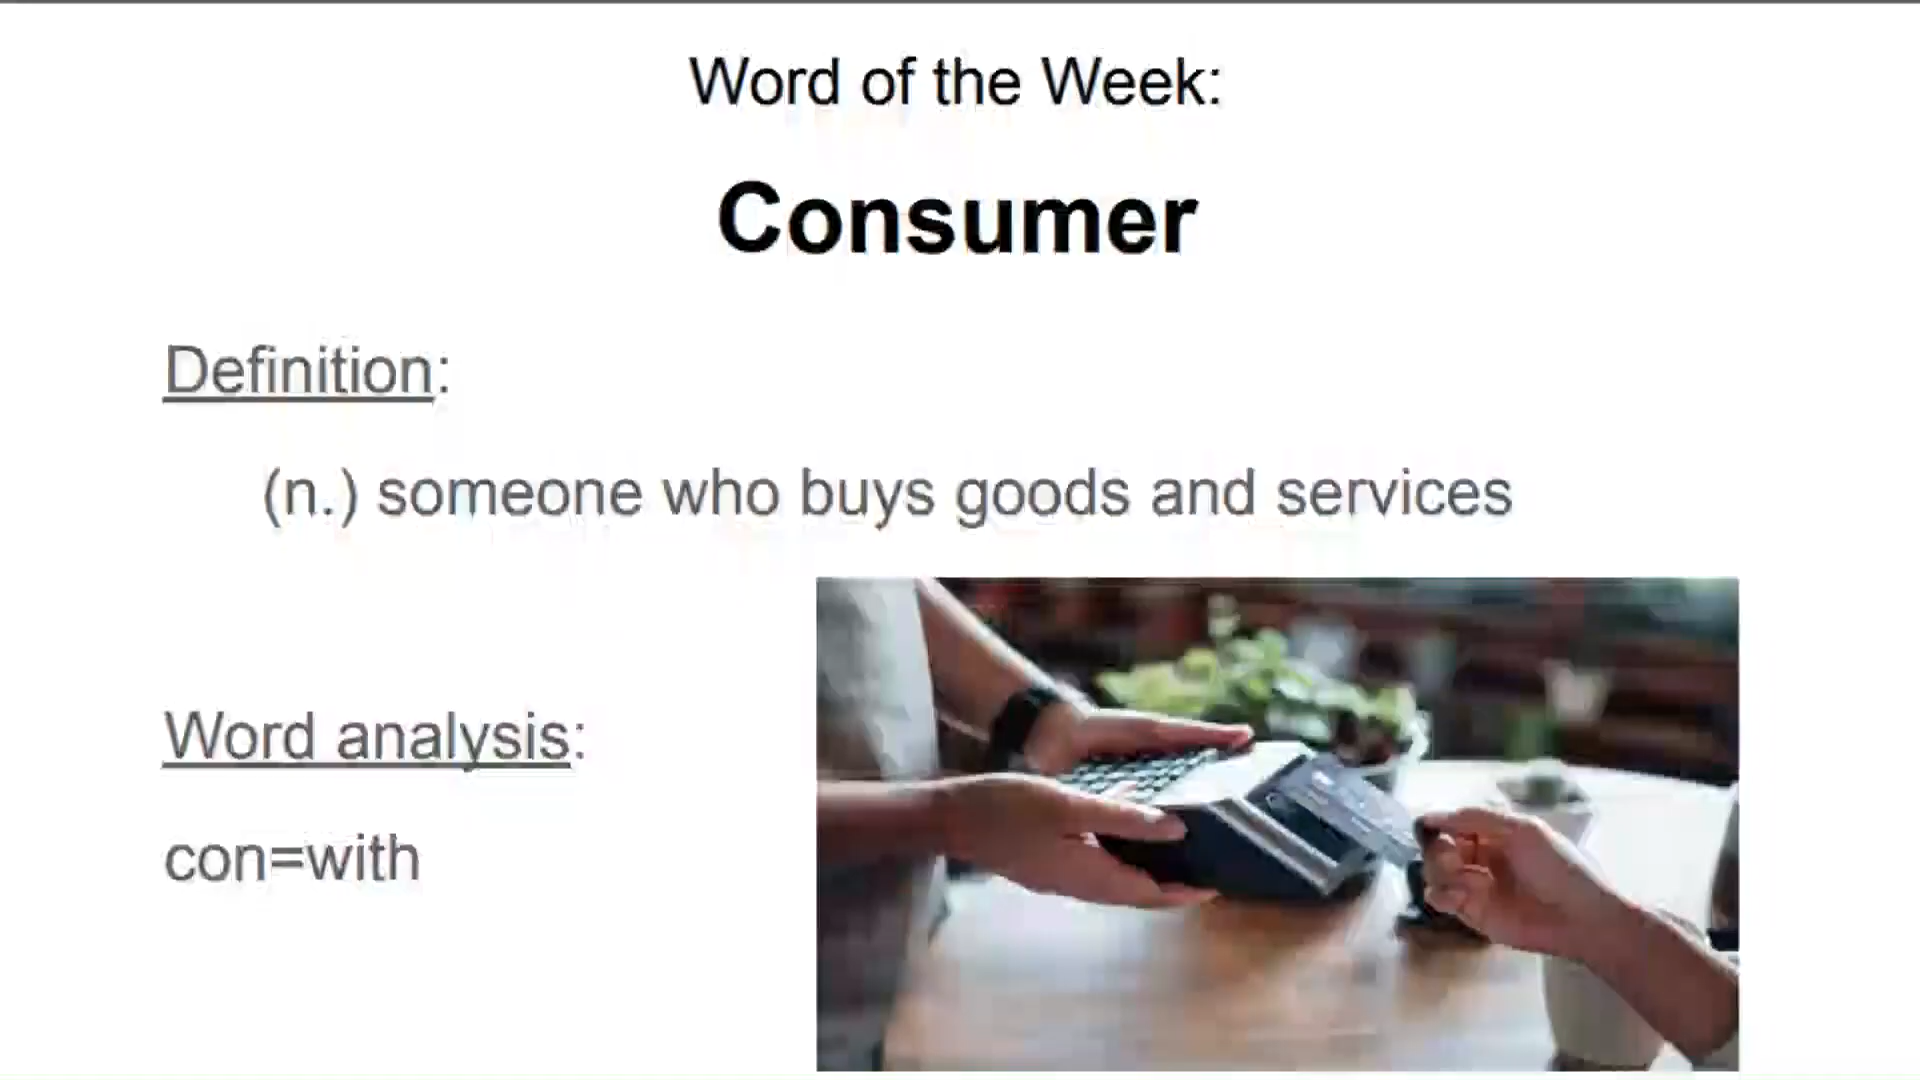 Word of the Week:
Consumer
Definition:
(n.) someone who buys goods and services
Word analysis:
con=with